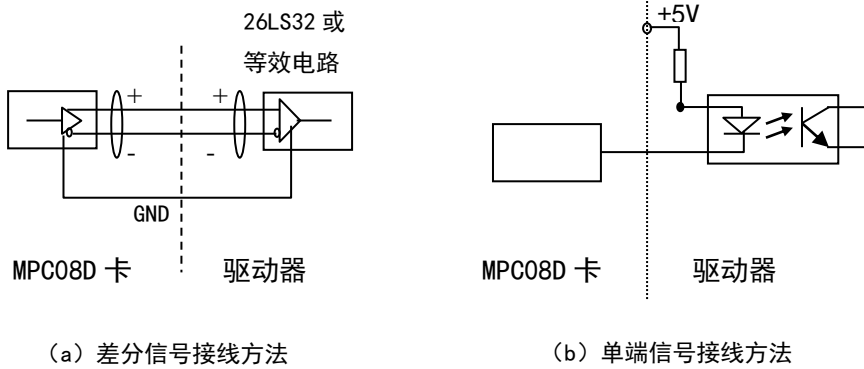 26LS32 或
等效电路
+
+
-
-
GND
MPC08D 卡
驱动器
(a)差分信号接线方法
+5V
MPC08D 卡
驱动器
(b)单端信号接线方法